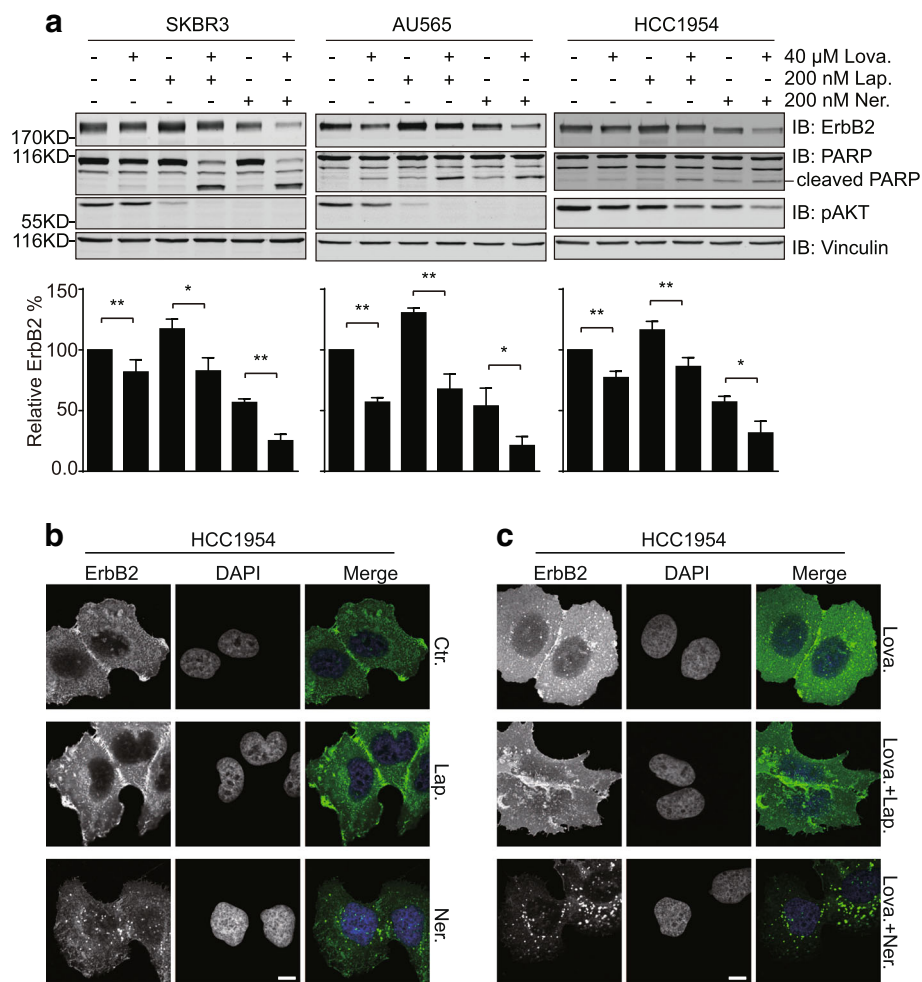 a
SKBR3 AU565 HCC1954
- + - + - + - + - + - + - + - + - + 40 µM Lova.
- - + + - - - - + + - - - - + + - - 200 nM Lap.
- - - - + + - - - - + + - - - - + + 200 nM Ner.
170KD IB: ErbB2
116KD IB: PARP
cleaved PARP
55KD IB: pAKT
116KD IB: Vinculin
Relative ErbB2 %
150
100
50
0.0
** * **
** ** *
** ** *
b
HCC1954
ErbB2 DAPI Merge
Ctr.
Lap.
Ner.
c
HCC1954
ErbB2 DAPI Merge
Lova.
Lova.+Lap.
Lova.+Ner.